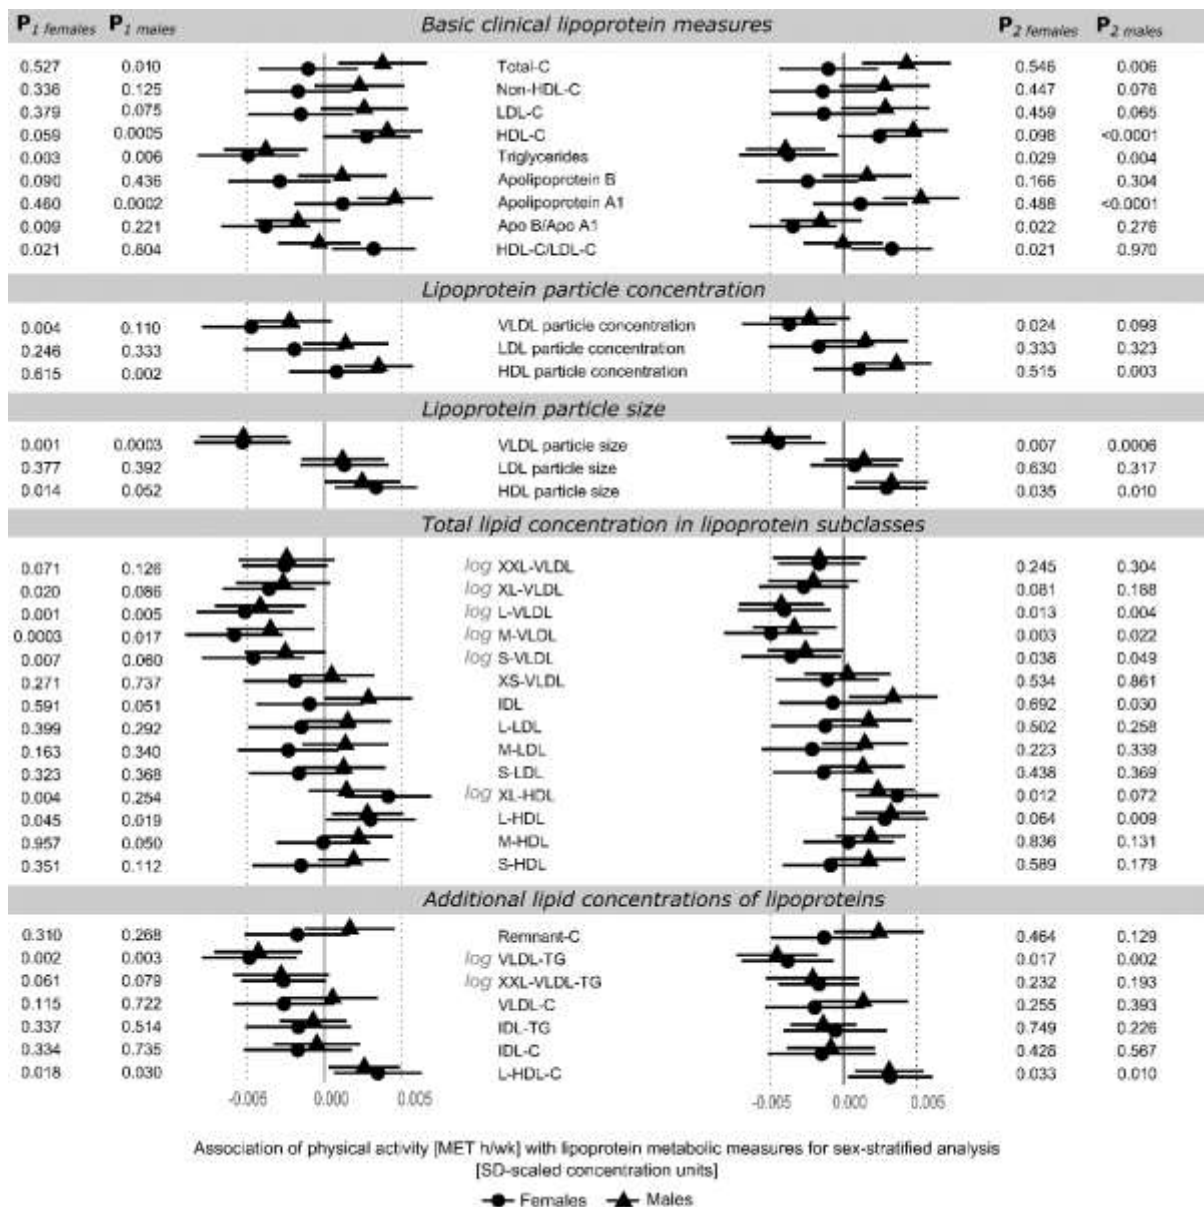 P1 females P1 males Basic clinical lipoprotein measures P2 females P2 males
0.527 0.010 Total-C 0.546 0.006
0.336 0.125 Non-HDL-C 0.447 0.076
0.379 0.075 LDL-C 0.459 0.065
0.059 0.0005 HDL-C 0.098 <0.0001
0.003 0.006 Triglycerides 0.029 0.004
0.090 0.436 Apolipoprotein B 0.166 0.304
0.460 0.0002 Apolipoprotein A1 0.488 <0.0001
0.009 0.221 Apo B/Apo A1 0.022 0.276
0.021 0.804 HDL-C/LDL-C 0.021 0.970
Lipoprotein particle concentration
0.004 0.110 VLDL particle concentration 0.024 0.099
0.246 0.333 LDL particle concentration 0.333 0.323
0.615 0.002 HDL particle concentration 0.515 0.003
Lipoprotein particle size
0.001 0.0003 VLDL particle size 0.007 0.0006
0.377 0.392 LDL particle size 0.630 0.317
0.014 0.052 HDL particle size 0.035 0.010
Total lipid concentration in lipoprotein subclasses
0.071 0.126 log XXL-VLDL 0.245 0.304
0.020 0.086 log XL-VLDL 0.081 0.188
0.001 0.005 log L-VLDL 0.013 0.004
0.0003 0.017 log M-VLDL 0.003 0.022
0.007 0.060 log S-VLDL 0.038 0.049
0.271 0.737 XS-VLDL 0.534 0.861
0.591 0.051 IDL 0.692 0.030
0.399 0.292 L-LDL 0.502 0.258
0.163 0.340 M-LDL 0.223 0.339
0.323 0.368 S-LDL 0.438 0.369
0.004 0.254 log XL-HDL 0.012 0.072
0.045 0.019 L-HDL 0.064 0.009
0.957 0.050 M-HDL 0.836 0.131
0.351 0.112 S-HDL 0.589 0.179
Additional lipid concentrations of lipoproteins
0.310 0.268 Remnant-C 0.464 0.129
0.002 0.003 log VLDL-TG 0.017 0.002
0.061 0.079 log XXL-VLDL-TG 0.232 0.193
0.115 0.722 VLDL-C 0.255 0.393
0.337 0.514 IDL-TG 0.749 0.226
0.334 0.735 IDL-C 0.426 0.567
0.018 0.030 L-HDL-C 0.033 0.010
-0.005 0.000 0.005 -0.005 0.000 0.005
Association of physical activity [MET h/wk] with lipoprotein metabolic measures for sex-stratified analysis
[SD-scaled concentration units]
Females Males